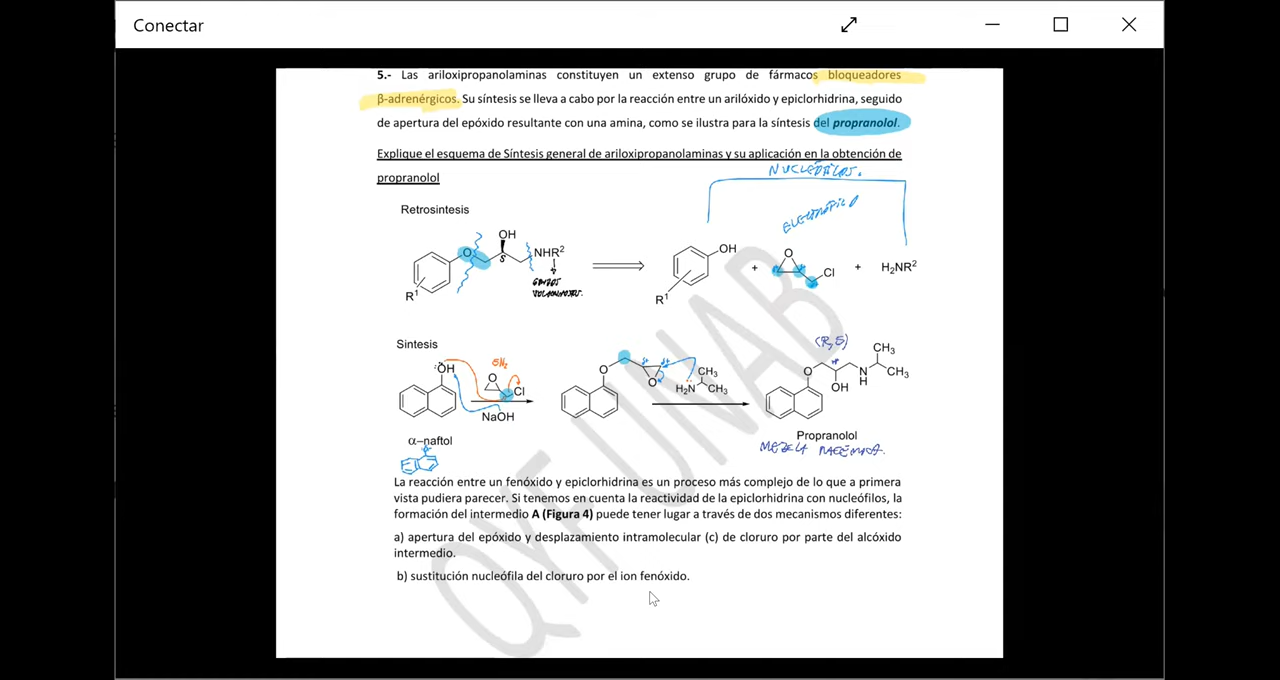 Conectar
5.- Las ariloxipropanolaminas constituyen un extenso grupo de fármacos bloqueadores
β-adrenérgicos. Su síntesis se lleva a cabo por la reacción entre un arilóxido y epiclorhidrina, seguido
de apertura del epóxido resultante con una amina, como se ilustra para la síntesis del propranolol.
Explique el esquema de Síntesis general de ariloxipropanolaminas y su aplicación en la obtención de
propranolol
NUCLEÓFILOS.
ELECTRÓFILO
Retrosintesis
OH
O
S
NHR²
R¹
OH
R¹
+
O
Cl
+
H₂NR²
Sintesis
OH
SN₂
O
Cl
NaOH
α–naftol
O
O
CH₃
H₂N
CH₃
(R,S)
O
OH
N
H
CH₃
CH₃
Propranolol
MEZCLA RACÉMICA.
La reacción entre un fenóxido y epiclorhidrina es un proceso más complejo de lo que a primera
vista pudiera parecer. Si tenemos en cuenta la reactividad de la epiclorhidrina con nucleófilos, la
formación del intermedio A (Figura 4) puede tener lugar a través de dos mecanismos diferentes:
a) apertura del epóxido y desplazamiento intramolecular (c) de cloruro por parte del alcóxido
intermedio.
b) sustitución nucleófila del cloruro por el ion fenóxido.
QYF UNAB